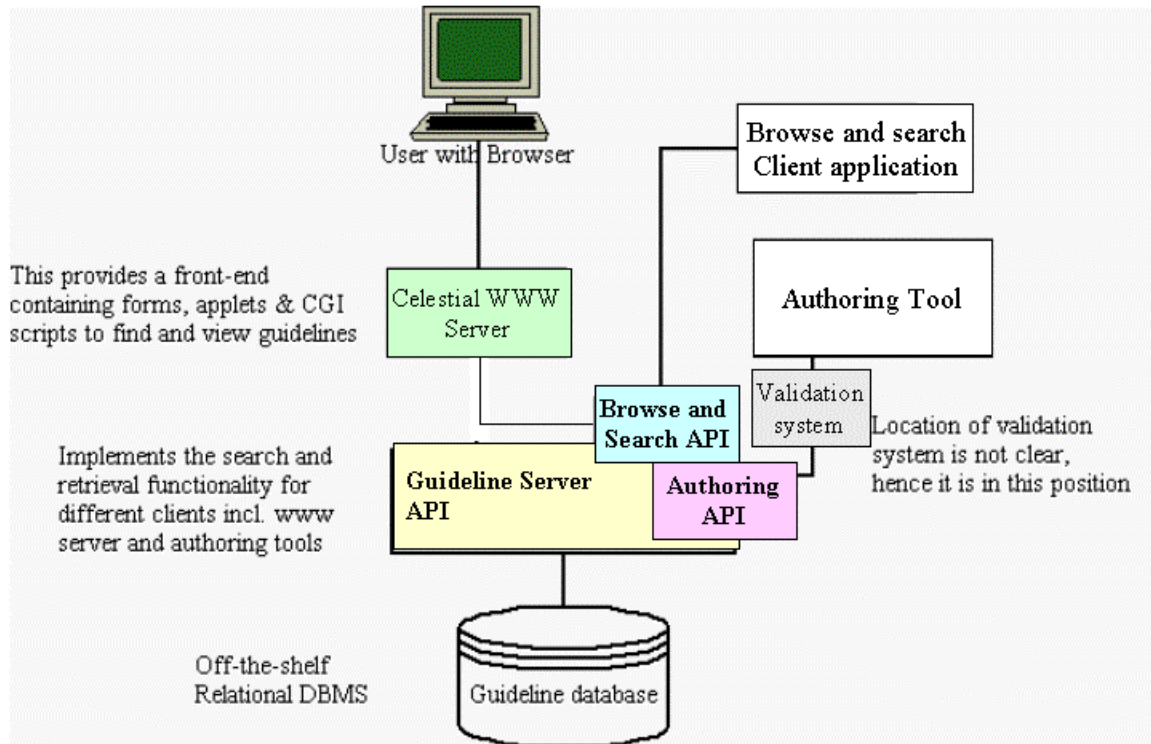 User with Browser
Browse and search
Client application
This provides a front-end
containing forms, applets & CGI
scripts to find and view guidelines
Celestial WWW
Server
Authoring Tool
Validation
system
Browse and
Search API
Location of validation
system is not clear,
hence it is in this position
Implements the search and
retrieval functionality for
different clients incl. www
server and authoring tools
Guideline Server
API
Authoring
API
Off-the-shelf
Relational DBMS
Guideline database